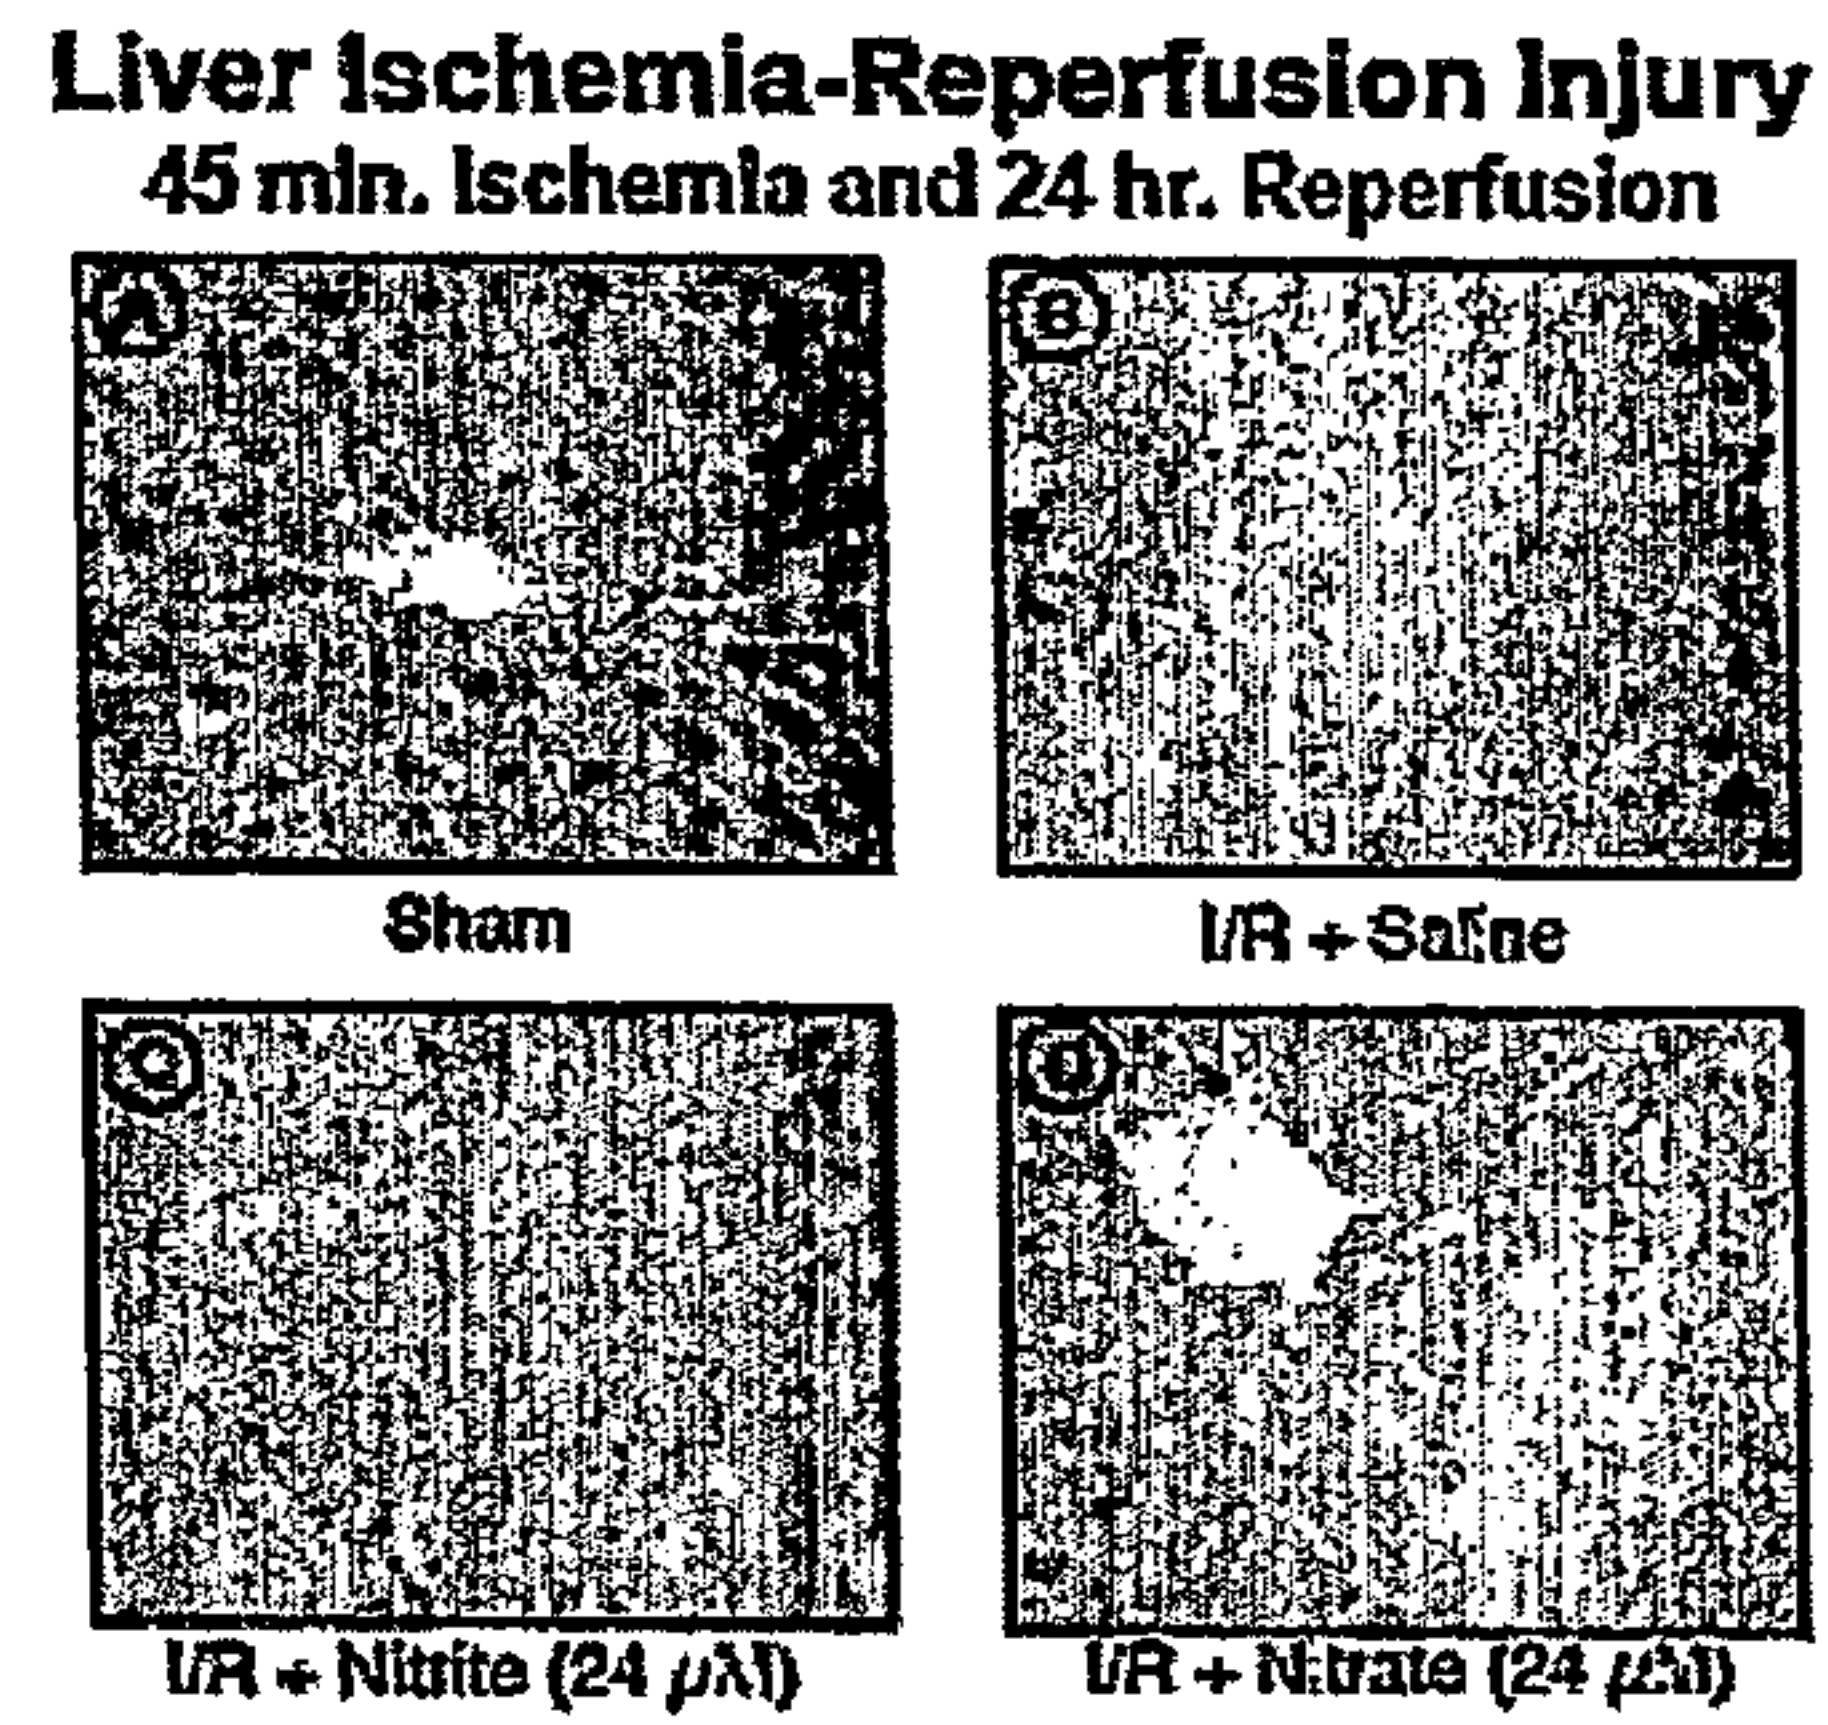 Liver Ischemia-Reperfusion Injury
45 min. Ischemia and 24 hr. Reperfusion
A
B
Sham
I/R + Saline
C
D
I/R + Nitrite (24 μM)
I/R + Nitrate (24 μM)